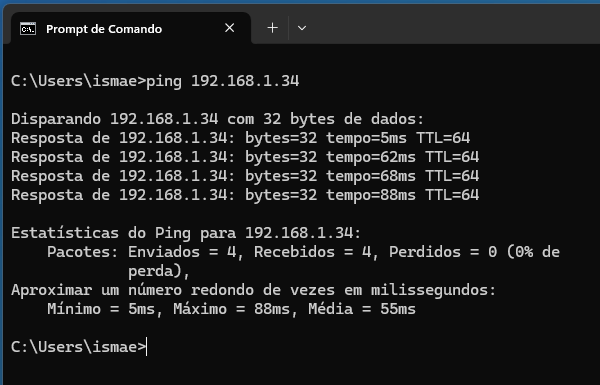 Prompt de Comando
C:\Users\ismae>ping 192.168.1.34
Disparando 192.168.1.34 com 32 bytes de dados:
Resposta de 192.168.1.34: bytes=32 tempo=5ms TTL=64
Resposta de 192.168.1.34: bytes=32 tempo=62ms TTL=64
Resposta de 192.168.1.34: bytes=32 tempo=68ms TTL=64
Resposta de 192.168.1.34: bytes=32 tempo=88ms TTL=64
Estatísticas do Ping para 192.168.1.34:
Pacotes: Enviados = 4, Recebidos = 4, Perdidos = 0 (0% de
perda),
Aproximar um número redondo de vezes em milissegundos:
Mínimo = 5ms, Máximo = 88ms, Média = 55ms
C:\Users\ismae>